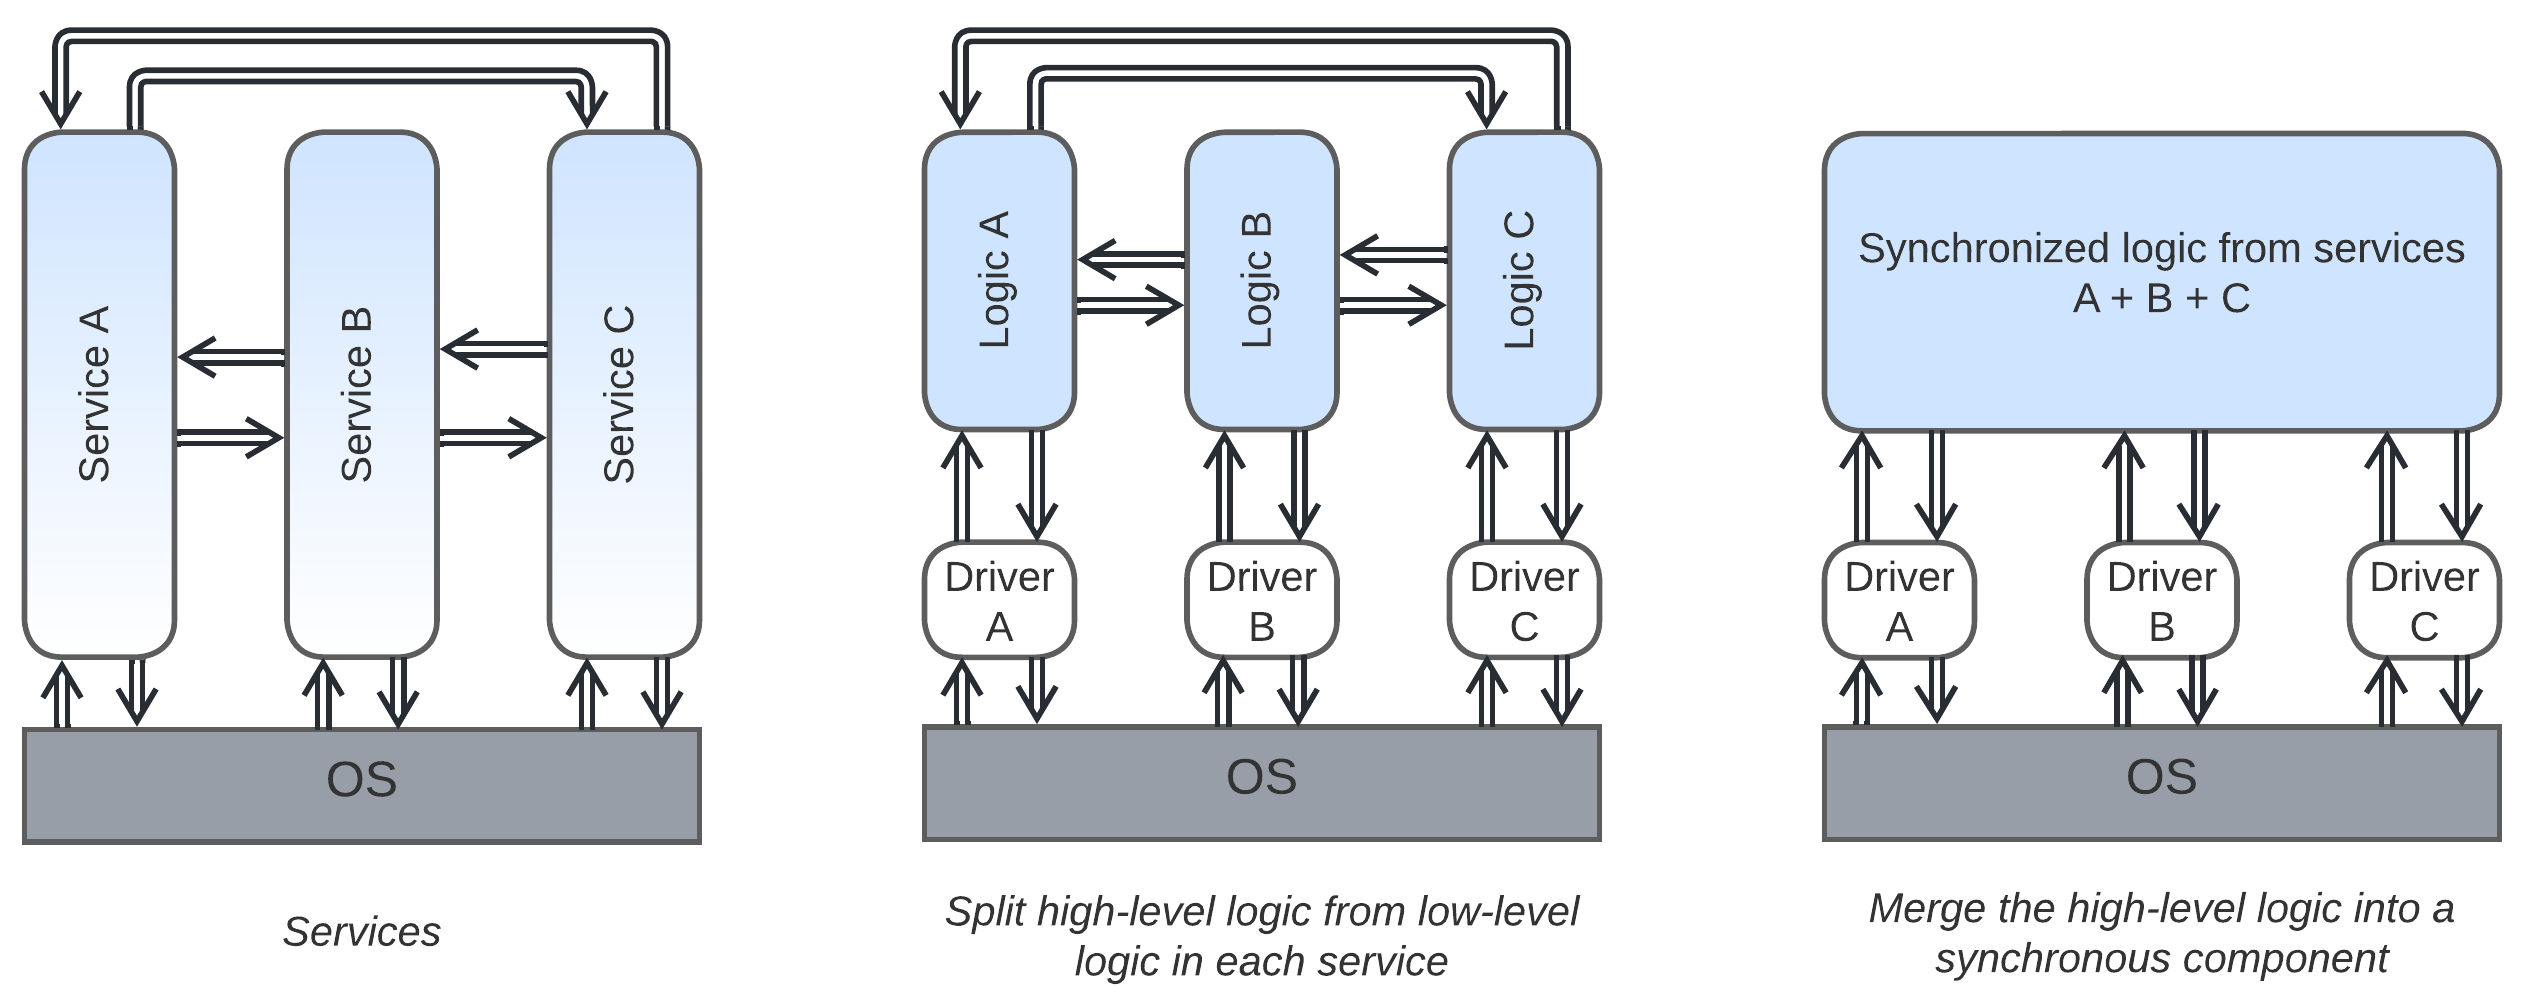 Service A
Service B
Service C
OS
Services
Logic A
Logic B
Logic C
Driver
A
Driver
B
Driver
C
OS
Split high-level logic from low-level
logic in each service
Synchronized logic from services
A + B + C
Driver
A
Driver
B
Driver
C
OS
Merge the high-level logic into a
synchronous component